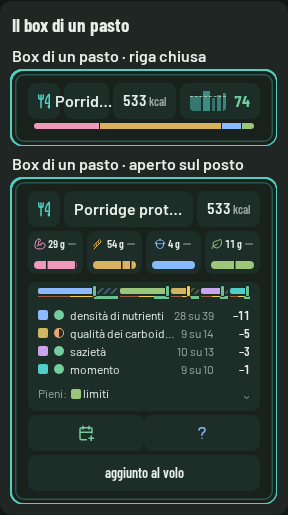 Il box di un pasto
Box di un pasto · riga chiusa
Porrid… 533 kcal 74
Box di un pasto · aperto sul posto
Porridge prot… 533 kcal
29 g — 54 g — 4 g — 11 g —
densità di nutrienti 28 su 39 −11
qualità dei carboid… 9 su 14 −5
sazietà 10 su 13 −3
momento 9 su 10 −1
Pieni: limiti
?
aggiunto al volo